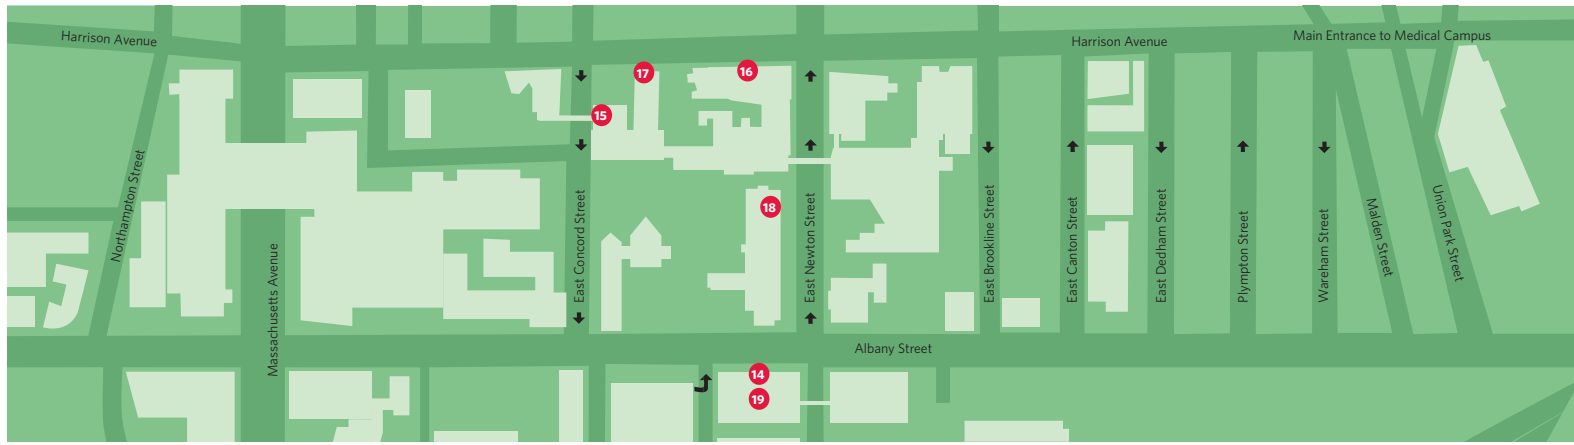 Harrison Avenue
Harrison Avenue
Main Entrance to Medical Campus
17
16
15
Northampton Street
Massachusetts Avenue
East Concord Street
18
East Newton Street
East Brookline Street
East Canton Street
East Dedham Street
Plympton Street
Wareham Street
Malden Street
Union Park Street
Albany Street
14
19